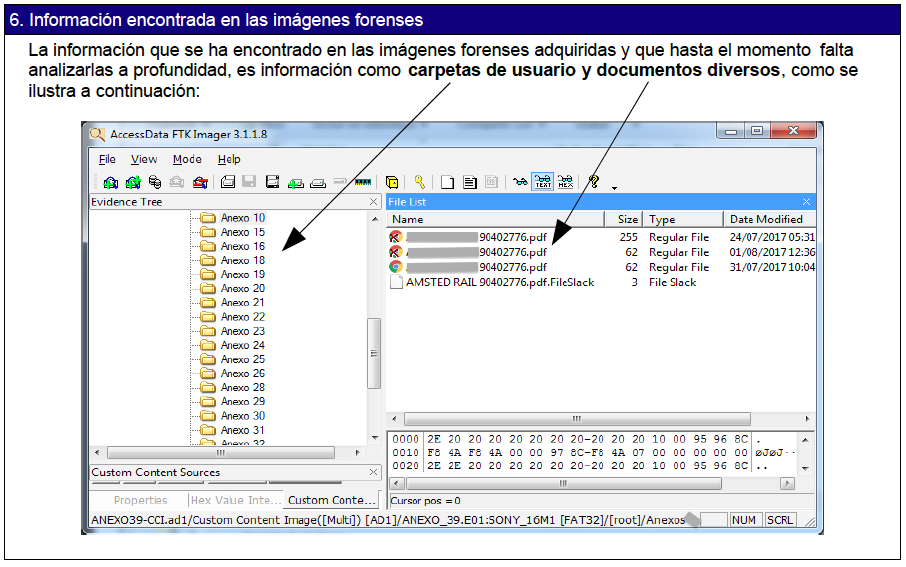 6. Información encontrada en las imágenes forenses
La información que se ha encontrado en las imágenes forenses adquiridas y que hasta el momento falta
analizarlas a profundidad, es información como carpetas de usuario y documentos diversos, como se
ilustra a continuación:
AccessData FTK Imager 3.1.1.8
File View Mode Help
Evidence Tree
Anexo 10
Anexo 15
Anexo 16
Anexo 18
Anexo 19
Anexo 20
Anexo 21
Anexo 22
Anexo 23
Anexo 24
Anexo 25
Anexo 26
Anexo 28
Anexo 29
Anexo 30
Anexo 31
Anexo 32
Custom Content Sources
Properties Hex Value Inte... Custom Conte...
File List
Name Size Type Date Modified
90402776.pdf 255 Regular File 24/07/2017 05:31
90402776.pdf 62 Regular File 01/08/2017 12:36
90402776.pdf 62 Regular File 31/07/2017 10:04
AMSTED RAIL 90402776.pdf.FileSlack 3 File Slack
0000 2E 20 20 20 20 20 20 20-20 20 20 10 00 95 96 8C .
0010 F8 4A F8 4A 00 00 97 8C-F8 4A 07 00 00 00 00 00 øJøJ··
0020 2E 2E 20 20 20 20 20 20-20 20 20 10 00 95 96 8C ..
Cursor pos = 0
ANEXO39-CCI.ad1/Custom Content Image([Multi]) [AD1]/ANEXO_39.E01:SONY_16M1 [FAT32]/[root]/Anexos NUM SCRL